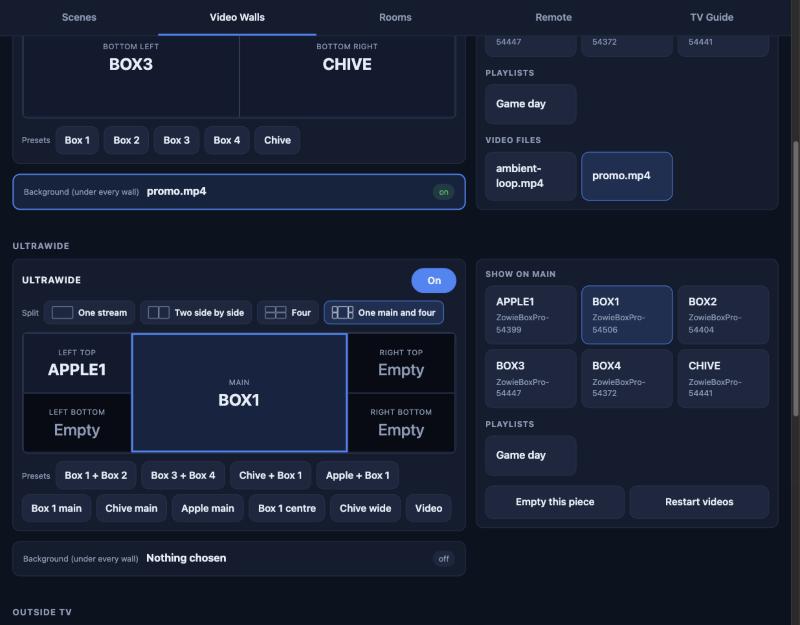 Scenes
Video Walls
Rooms
Remote
TV Guide
BOTTOM LEFT
BOX3
BOTTOM RIGHT
CHIVE
Presets
Box 1
Box 2
Box 3
Box 4
Chive
Background (under every wall) promo.mp4 on
54447
54372
54441
PLAYLISTS
Game day
VIDEO FILES
ambient-
loop.mp4
promo.mp4
ULTRAWIDE
ULTRAWIDE
On
Split
One stream
Two side by side
Four
One main and four
LEFT TOP
APPLE1
LEFT BOTTOM
Empty
MAIN
BOX1
RIGHT TOP
Empty
RIGHT BOTTOM
Empty
Presets
Box 1 + Box 2
Box 3 + Box 4
Chive + Box 1
Apple + Box 1
Box 1 main
Chive main
Apple main
Box 1 centre
Chive wide
Video
Background (under every wall) Nothing chosen off
SHOW ON MAIN
APPLE1
ZowieBoxPro-
54399
BOX1
ZowieBoxPro-
54506
BOX2
ZowieBoxPro-
54404
BOX3
ZowieBoxPro-
54447
BOX4
ZowieBoxPro-
54372
CHIVE
ZowieBoxPro-
54441
PLAYLISTS
Game day
Empty this piece
Restart videos
OUTSIDE TV